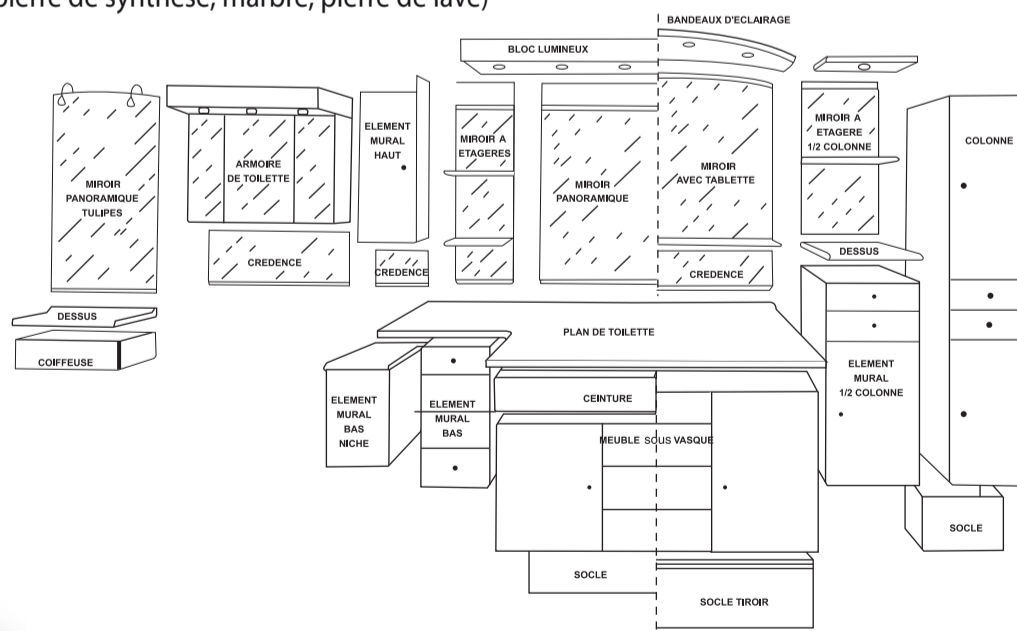 pierre de synthèse, marbre, pierre de lave)
BANDEAUX D'ECLAIRAGE
BLOC LUMINEUX
MIROIR
PANORAMIQUE
TULIPES
ARMOIRE
DE TOILETTE
ELEMENT
MURAL
HAUT
MIROIR A
ETAGERES
MIROIR
PANORAMIQUE
MIROIR
AVEC TABLETTE
MIROIR A
ETAGERE
1/2 COLONNE
COLONNE
CREDENCE
CREDENCE
CREDENCE
DESSUS
DESSUS
COIFFEUSE
PLAN DE TOILETTE
ELEMENT
MURAL
BAS
NICHE
ELEMENT
MURAL
BAS
CEINTURE
MEUBLE SOUS VASQUE
ELEMENT
MURAL
1/2 COLONNE
SOCLE
SOCLE
SOCLE TIROIR